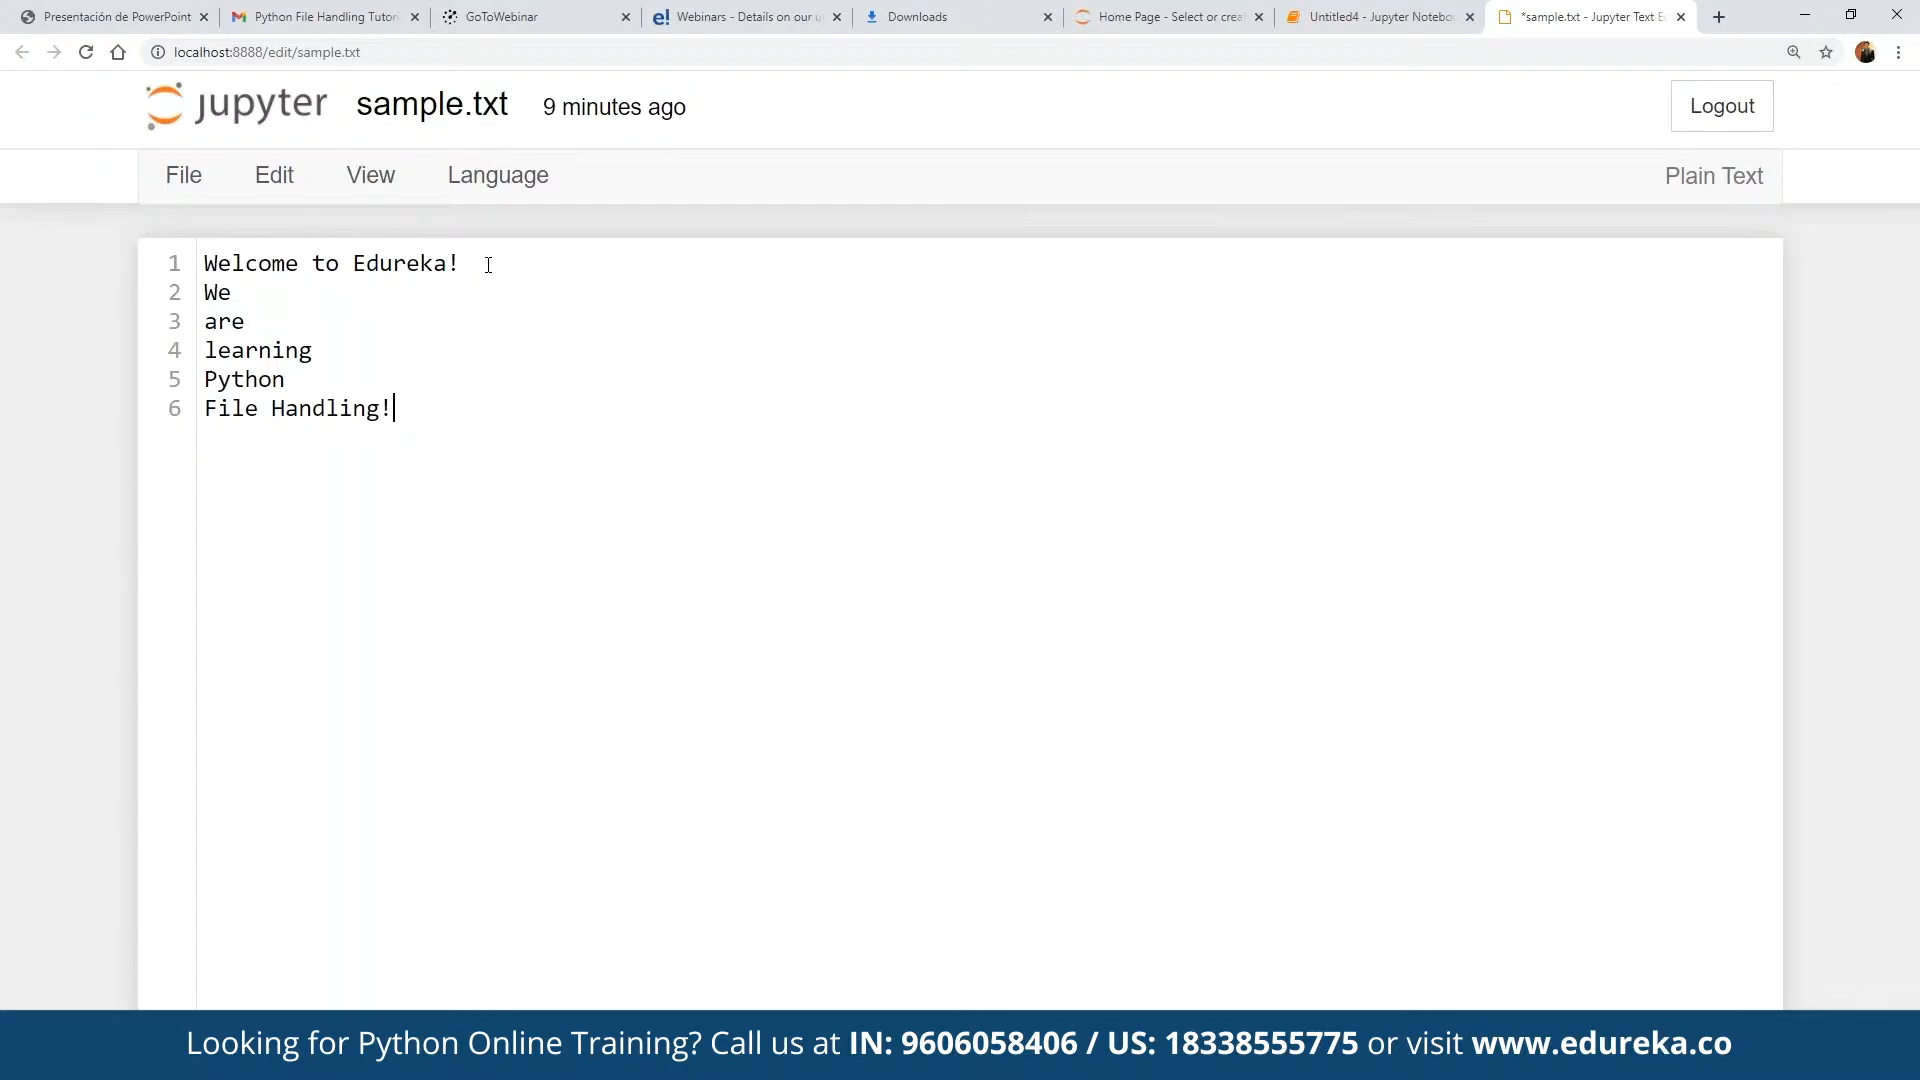 Presentación de PowerPoint
Python File Handling Tutori
GoToWebinar
Webinars - Details on our u
Downloads
Home Page - Select or crea
Untitled4 - Jupyter Notebo
*sample.txt - Jupyter Text E
localhost:8888/edit/sample.txt
jupyter sample.txt 9 minutes ago
Logout
File Edit View Language
Plain Text
1 Welcome to Edureka!
2 We
3 are
4 learning
5 Python
6 File Handling!
Looking for Python Online Training? Call us at IN: 9606058406 / US: 18338555775 or visit www.edureka.co